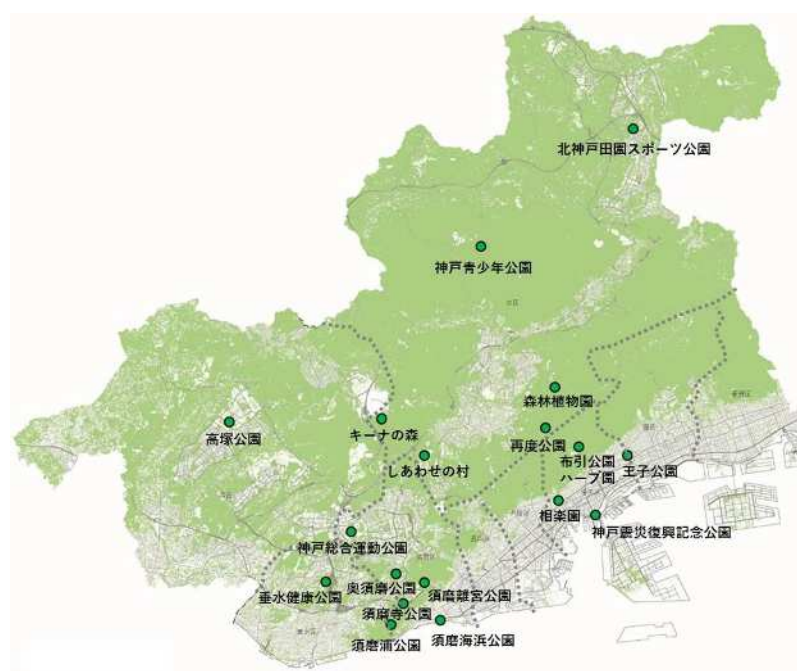 北神戸田園スポーツ公園
神戸青少年公園
北区
森林植物園
高塚公園
キーナの森
再度公園
布引公園
ハーブ園
王子公園
しあわせの村
相楽園
神戸震災復興記念公園
神戸総合運動公園
奥須磨公園
垂水健康公園
須磨離宮公園
須磨寺公園
須磨海浜公園
須磨浦公園